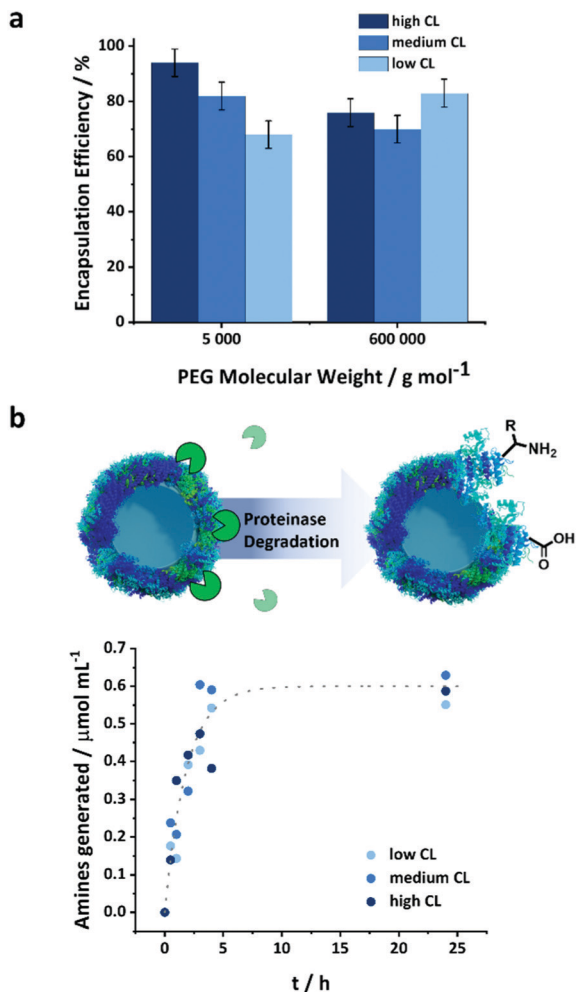 a
high CL
medium CL
low CL
Encapsulation Efficiency / %
100
80
60
40
20
0
5 000
600 000
PEG Molecular Weight / g mol⁻¹
b
R
NH₂
Proteinase
Degradation
OH
O
Amines generated / μmol mL⁻¹
0.7
0.6
0.5
0.4
0.3
0.2
0.1
0.0
low CL
medium CL
high CL
0 5 10 15 20 25
t / h